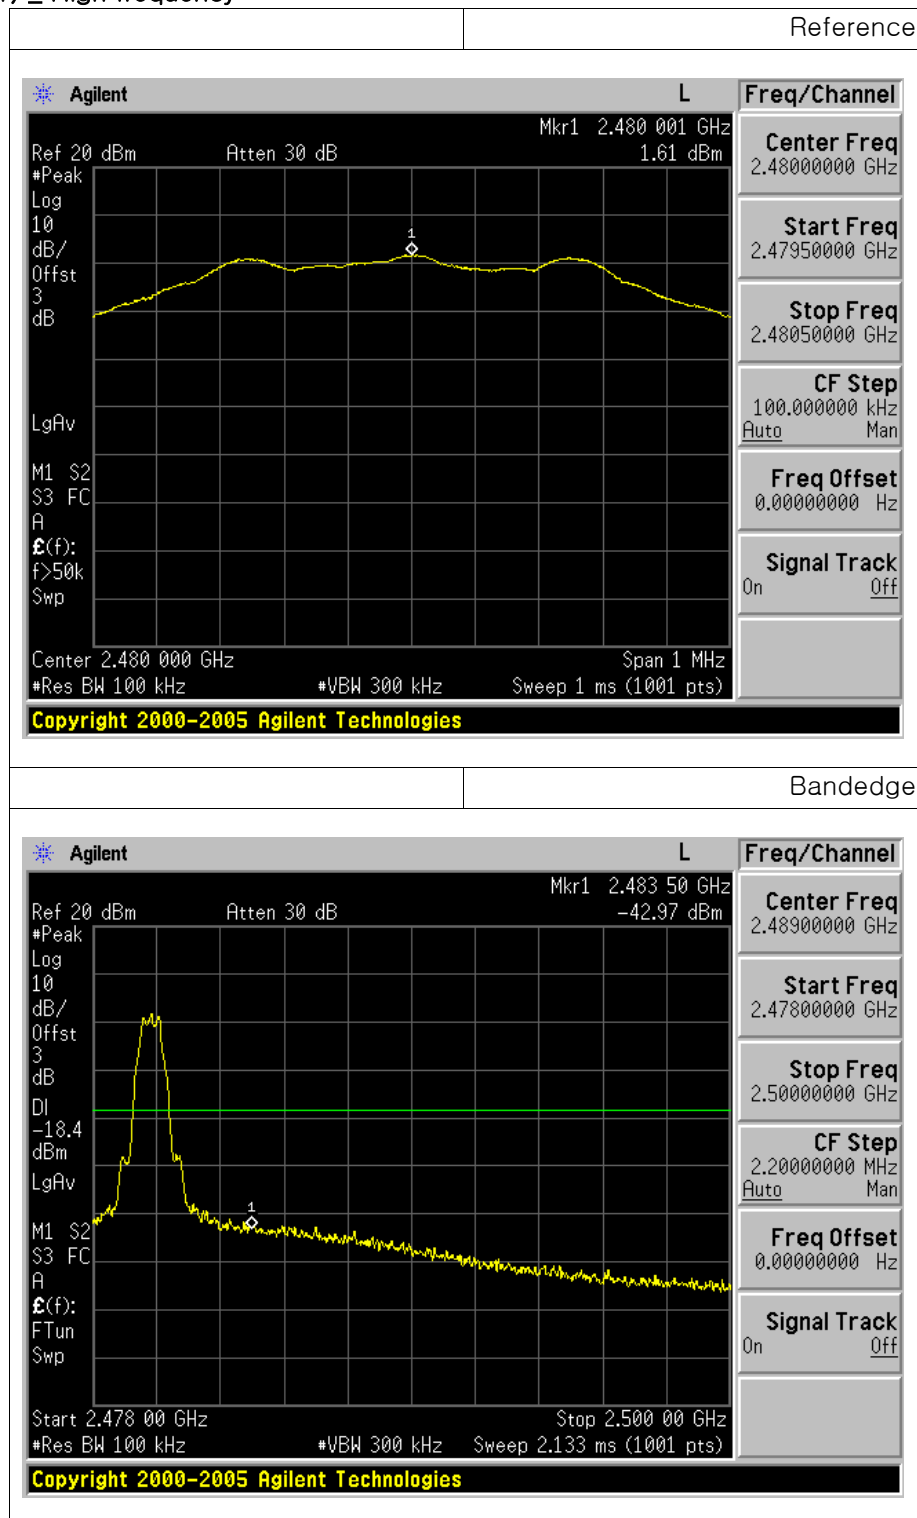 High frequency
Reference
Agilent L Freq/Channel
Mkr1 2.480 001 GHz
Ref 20 dBm Atten 30 dB 1.61 dBm
#Peak
Log
10
dB/
Offst
3
dB
LgAv
M1 S2
S3 FC
A
£(f):
f>50k
Swp
1
Center 2.480 000 GHz Span 1 MHz
#Res BW 100 kHz #VBW 300 kHz Sweep 1 ms (1001 pts)
Copyright 2000-2005 Agilent Technologies
Center Freq
2.48000000 GHz
Start Freq
2.47950000 GHz
Stop Freq
2.48050000 GHz
CF Step
100.000000 kHz
Auto Man
Freq Offset
0.00000000 Hz
Signal Track
On Off
Bandedge
Agilent L Freq/Channel
Mkr1 2.483 50 GHz
Ref 20 dBm Atten 30 dB -42.97 dBm
#Peak
Log
10
dB/
Offst
3
dB
DI
-18.4
dBm
LgAv
M1 S2
S3 FC
A
£(f):
FTun
Swp
1
Start 2.478 00 GHz Stop 2.500 00 GHz
#Res BW 100 kHz #VBW 300 kHz Sweep 2.133 ms (1001 pts)
Copyright 2000-2005 Agilent Technologies
Center Freq
2.48900000 GHz
Start Freq
2.47800000 GHz
Stop Freq
2.50000000 GHz
CF Step
2.20000000 MHz
Auto Man
Freq Offset
0.00000000 Hz
Signal Track
On Off